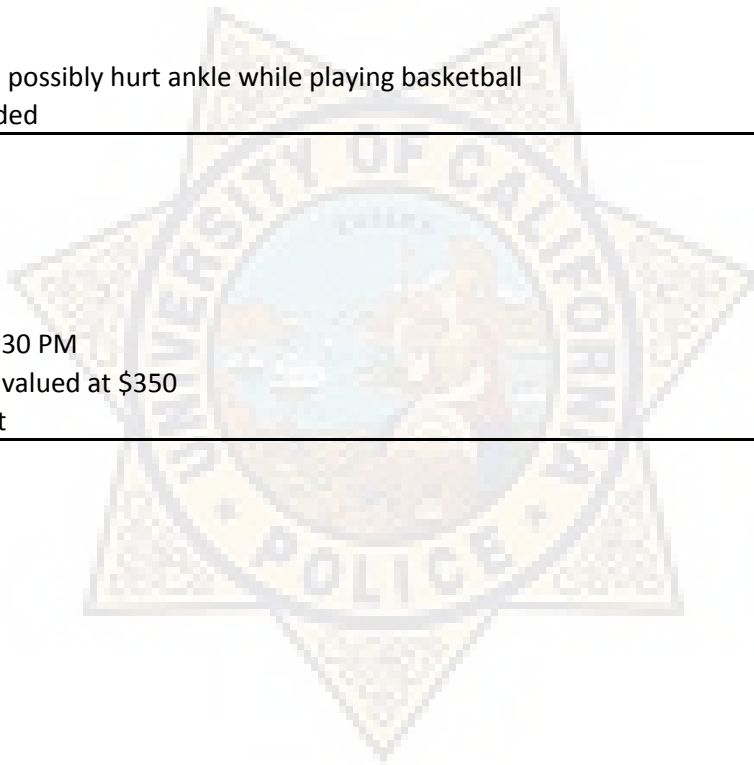 possibly hurt ankle while playing basketball
ded
30 PM
valued at $350
t
UNIVERSITY OF CALIFORNIA
POLICE